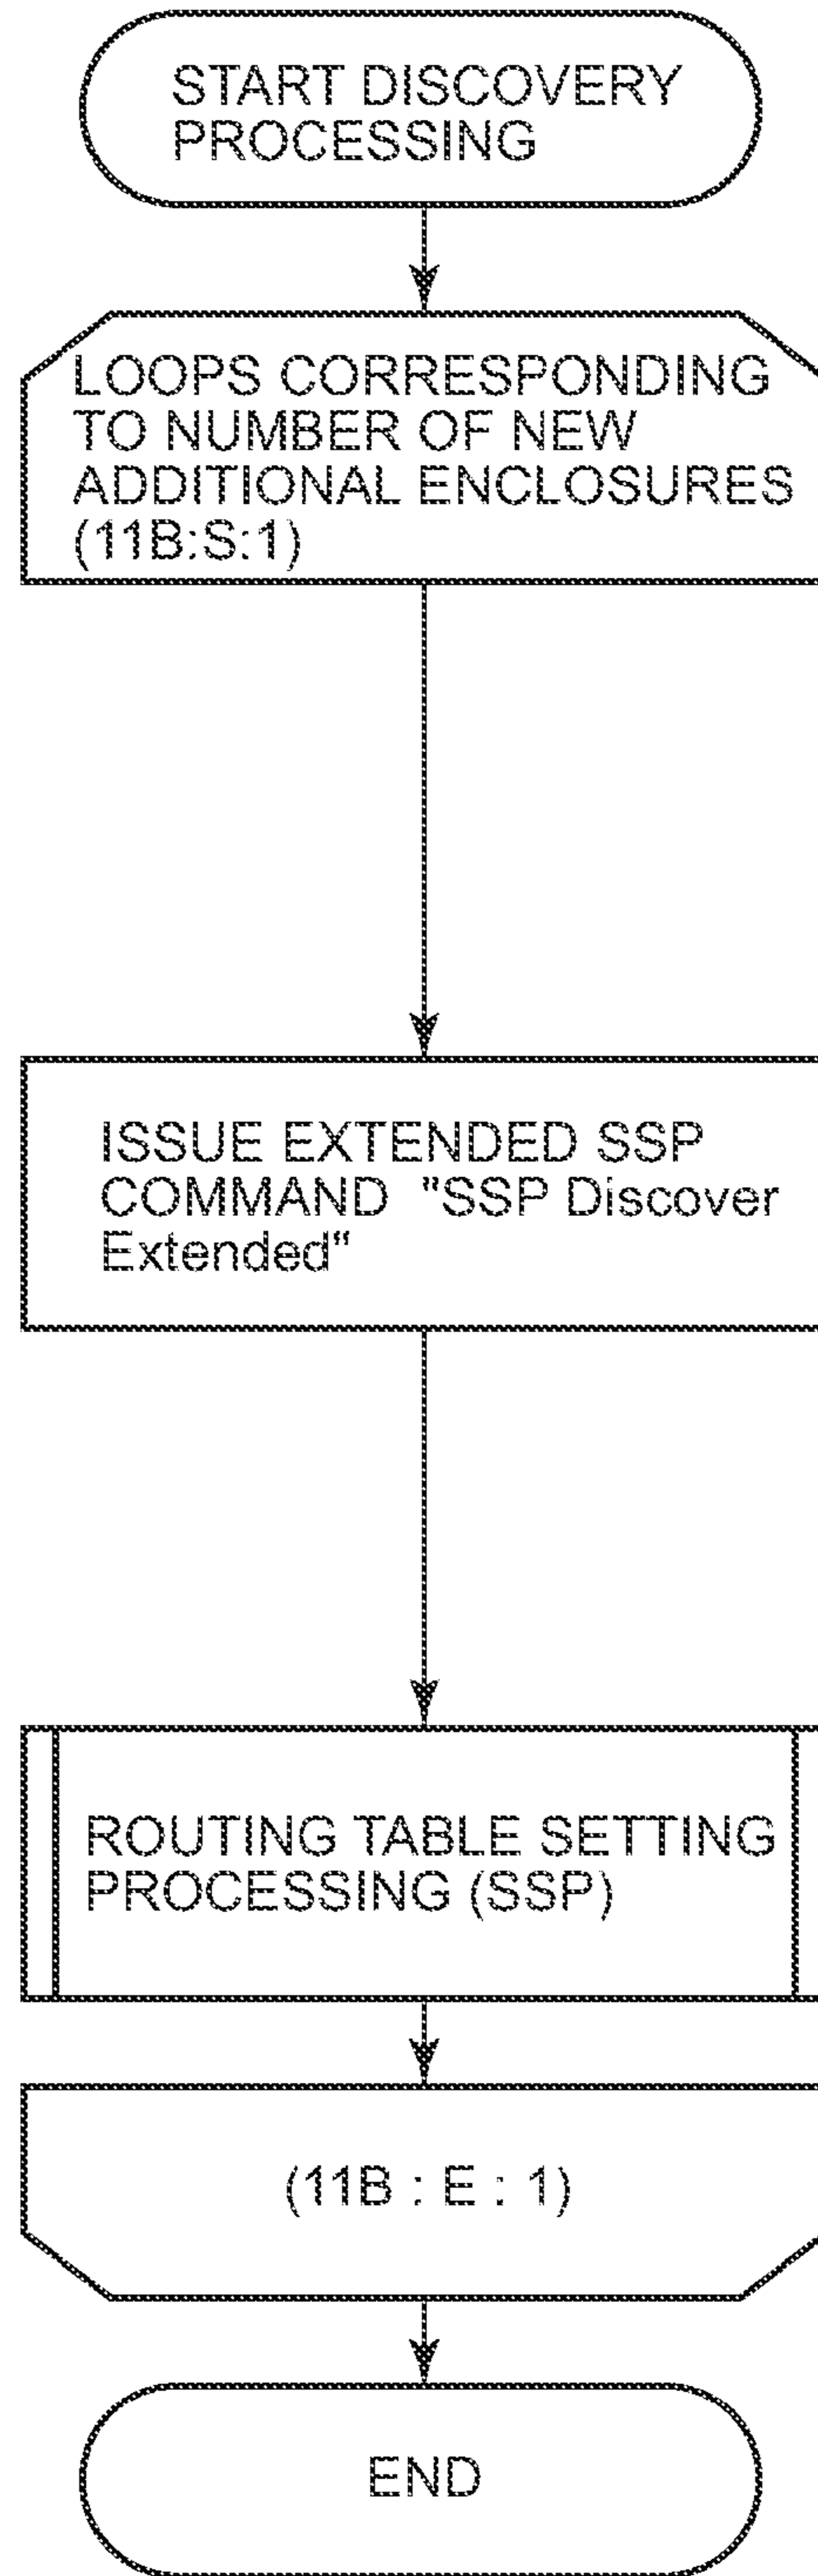 START DISCOVERY
PROCESSING
LOOPS CORRESPONDING
TO NUMBER OF NEW
ADDITIONAL ENCLOSURES
(11B:S:1)
ISSUE EXTENDED SSP
COMMAND "SSP Discover
Extended"
ROUTING TABLE SETTING
PROCESSING (SSP)
(11B : E : 1)
END